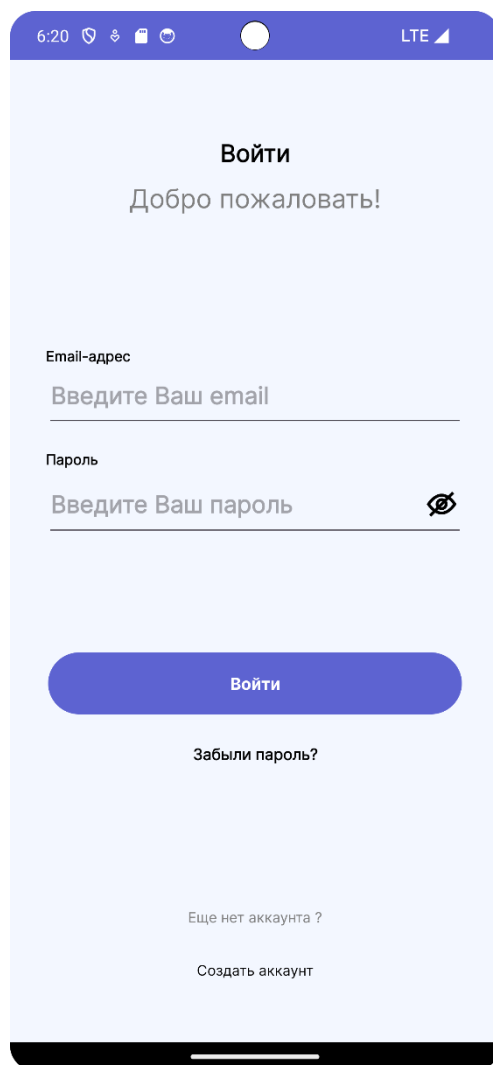 6:20 LTE
Войти
Добро пожаловать!
Email-адрес
Введите Ваш email
Пароль
Введите Ваш пароль
Войти
Забыли пароль?
Еще нет аккаунта ?
Создать аккаунт